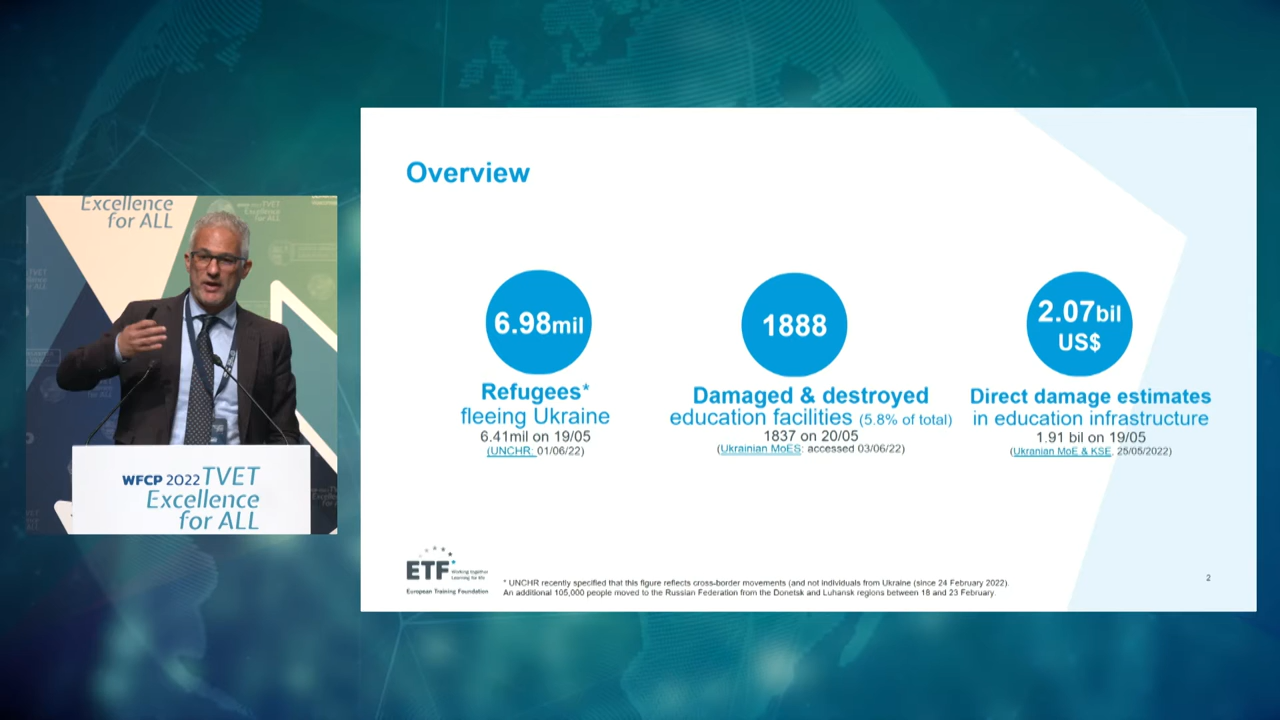 Excellence
for ALL
WFCP 2022 TVET
Excellence
for ALL
Overview
6.98mil
Refugees*
fleeing Ukraine
6.41mil on 19/05
(UNCHR: 01/06/22)
1888
Damaged & destroyed
education facilities (5.8% of total)
1837 on 20/05
(Ukrainian MoES: accessed 03/06/22)
2.07bil
US$
Direct damage estimates
in education infrastructure
1.91 bil on 19/05
(Ukranian MoE & KSE, 25/05/2022)
ETF
Working together
Learning for life
European Training Foundation
* UNCHR recently specified that this figure reflects cross-border movements (and not individuals from Ukraine (since 24 February 2022).
An additional 105,000 people moved to the Russian Federation from the Donetsk and Luhansk regions between 18 and 23 February.
2